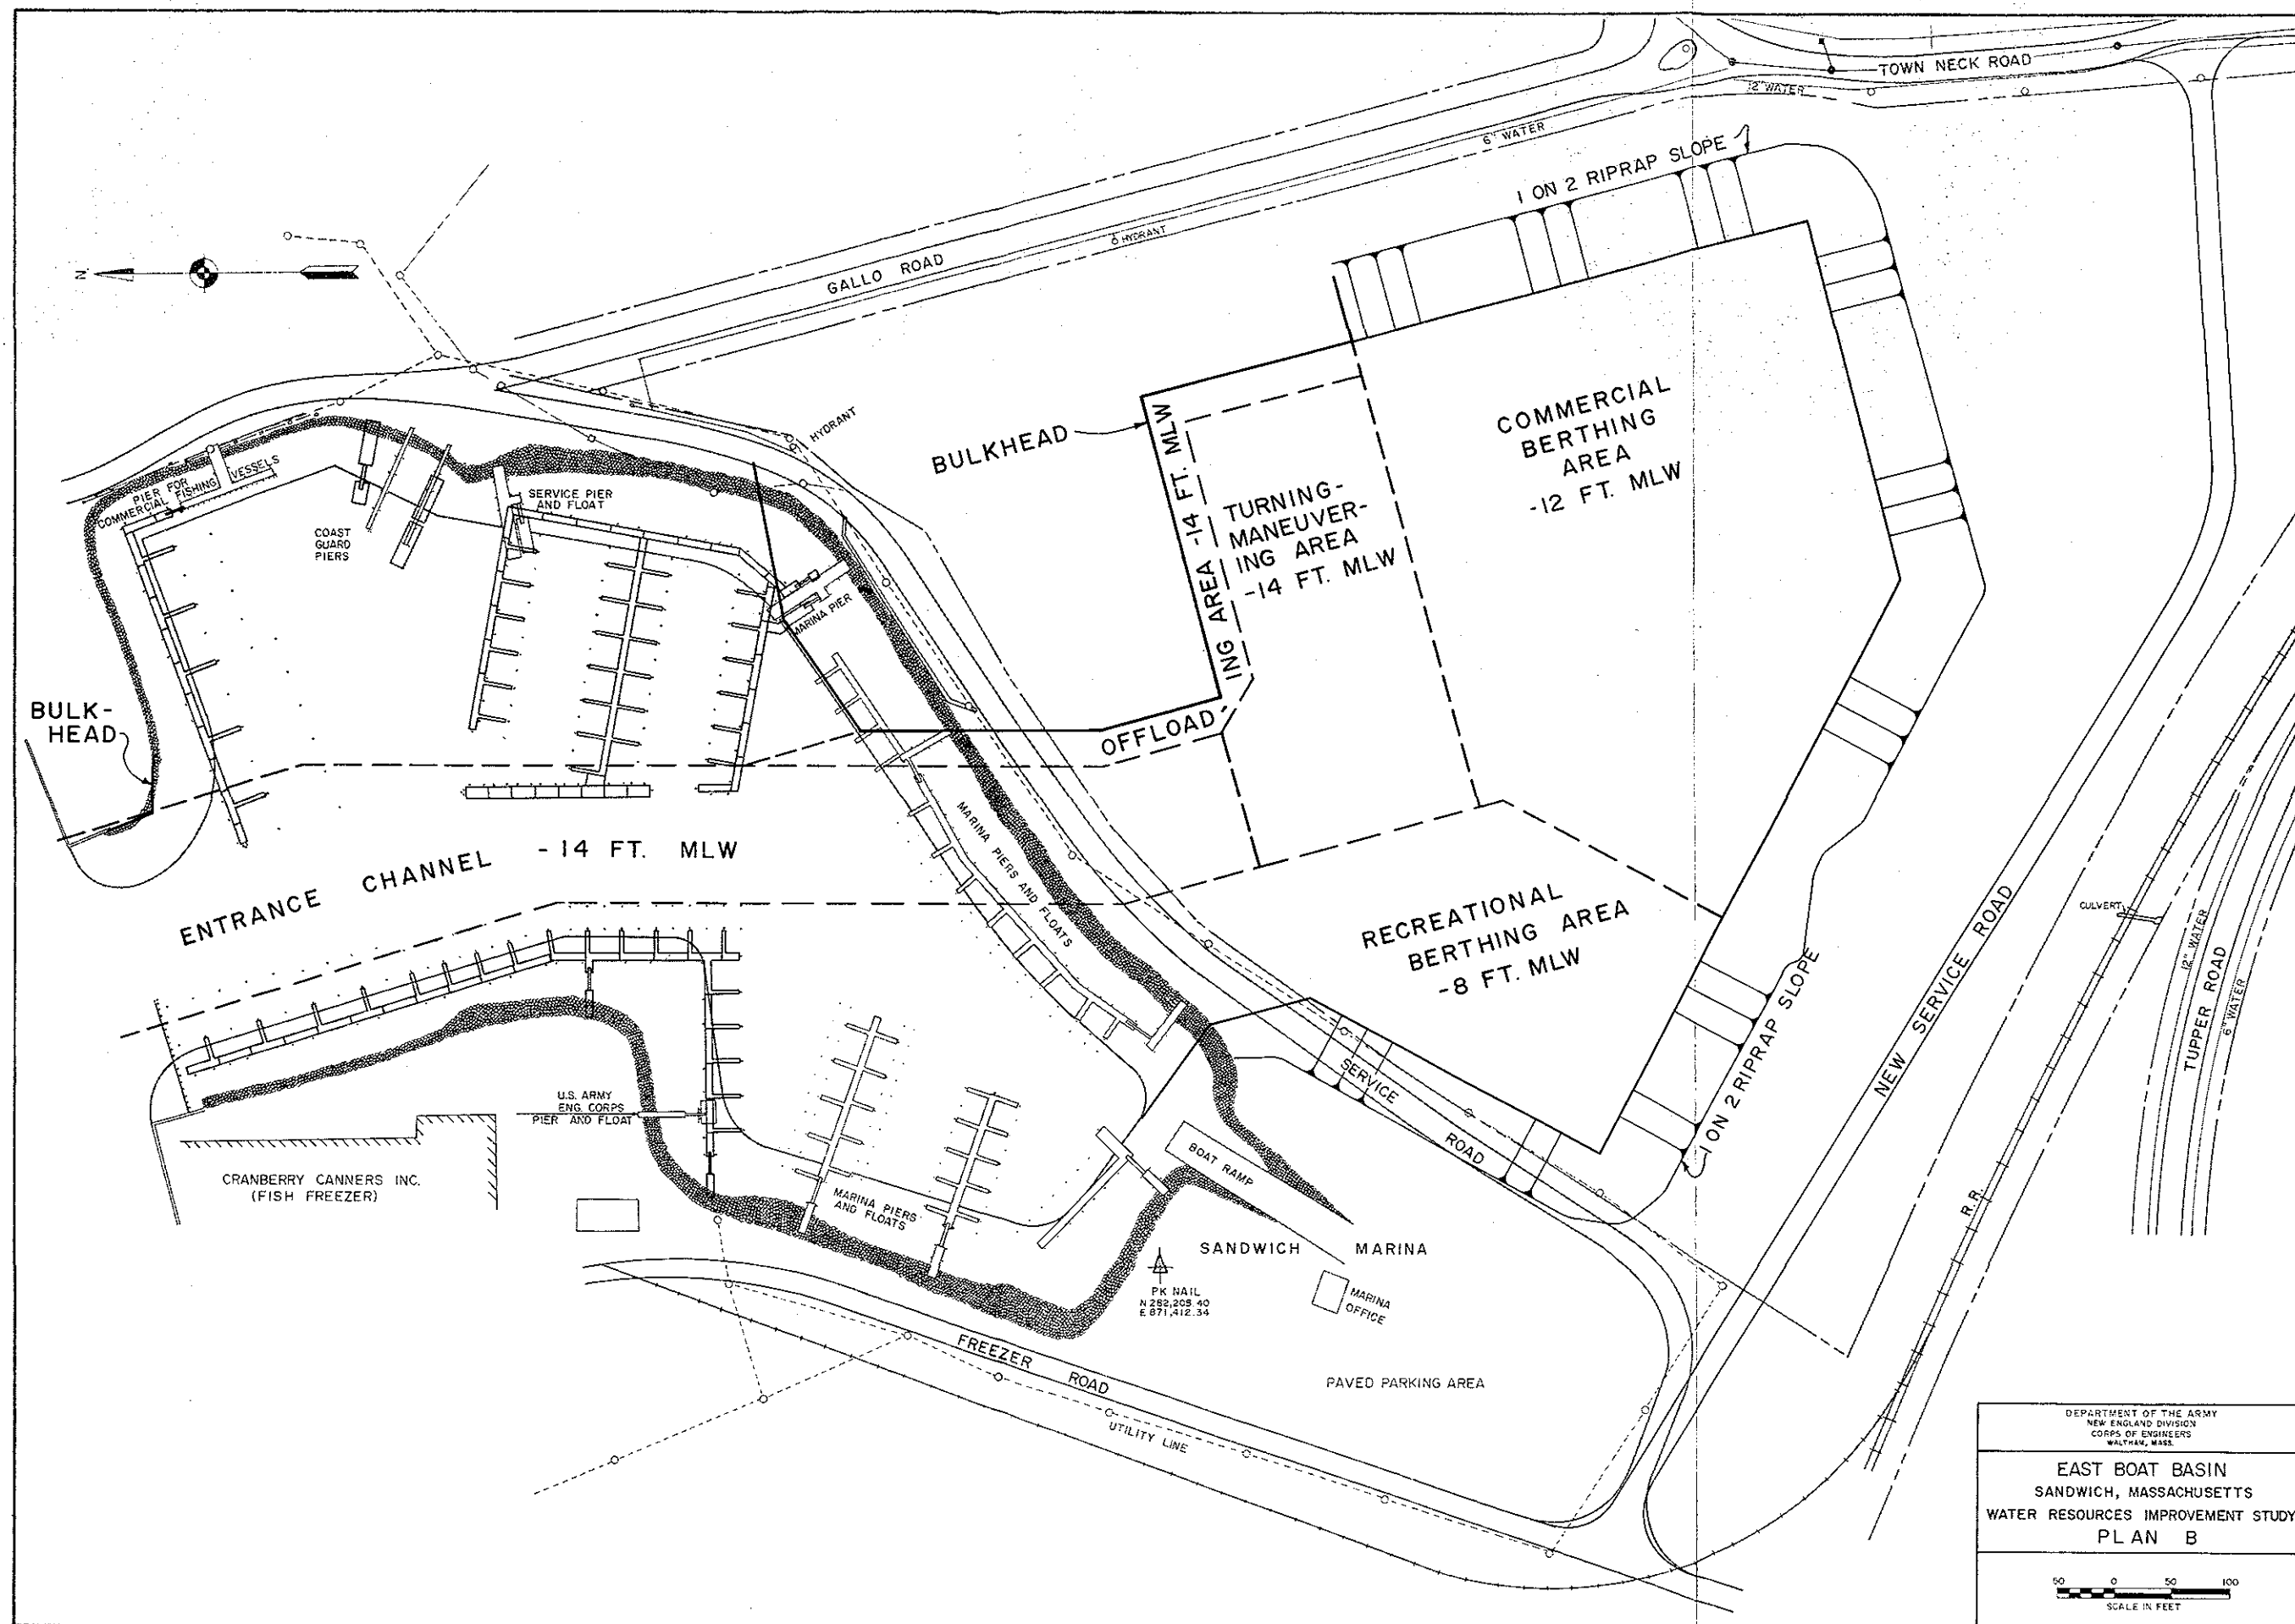 TOWN NECK ROAD
12" WATER
6" WATER
1 ON 2 RIPRAP SLOPE
HYDRANT
GALLO ROAD
N
HYDRANT
BULKHEAD
COMMERCIAL
BERTHING
AREA
-12 FT. MLW
TURNING-
MANEUVER-
ING AREA
-14 FT. MLW
OFFLOAD-
ING AREA -14 FT. MLW
PIER FOR
COMMERCIAL FISHING
VESSELS
COAST
GUARD
PIERS
SERVICE PIER
AND FLOAT
MARINA PIER
BULK-
HEAD
ENTRANCE CHANNEL -14 FT. MLW
MARINA PIERS AND FLOATS
RECREATIONAL
BERTHING AREA
-8 FT. MLW
1 ON 2 RIPRAP SLOPE
NEW SERVICE ROAD
CULVERT
12" WATER
TUPPER ROAD
6" WATER
R.R.
SERVICE ROAD
U.S. ARMY
ENG. CORPS
PIER AND FLOAT
CRANBERRY CANNERS INC.
(FISH FREEZER)
MARINA PIERS
AND FLOATS
BOAT RAMP
SANDWICH MARINA
PK NAIL
N 282,209.40
E 871,412.34
MARINA
OFFICE
FREEZER ROAD
UTILITY LINE
PAVED PARKING AREA
DEPARTMENT OF THE ARMY
NEW ENGLAND DIVISION
CORPS OF ENGINEERS
WALTHAM, MASS.
EAST BOAT BASIN
SANDWICH, MASSACHUSETTS
WATER RESOURCES IMPROVEMENT STUDY
PLAN B
50 0 50 100
SCALE IN FEET